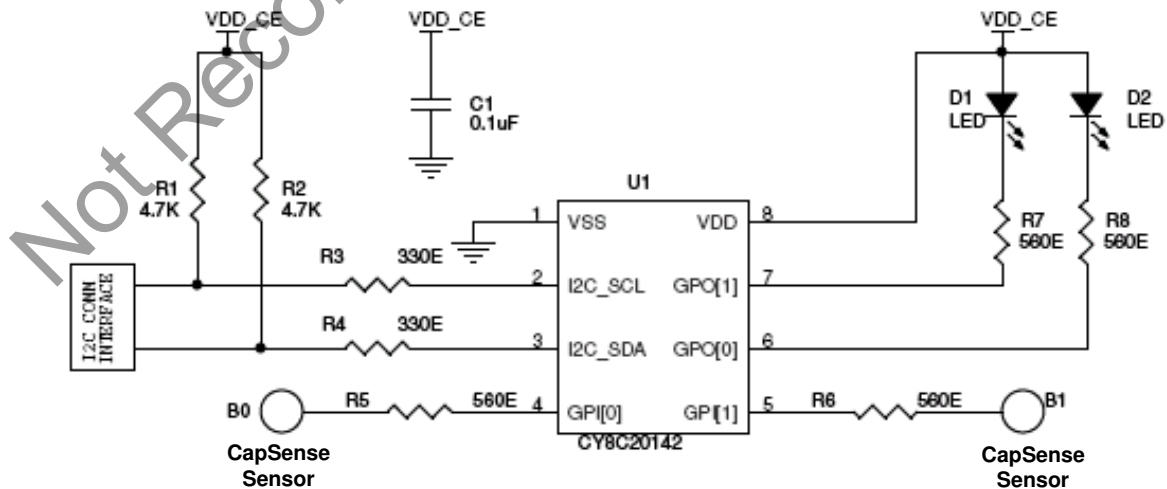 Not Reco
VDD_CE
VDD_CE
VDD_CE
C1
0.1uF
D1
LED
D2
LED
R1
4.7K
R2
4.7K
U1
R7
560E
R8
560E
1
VSS
VDD
8
R3
330E
2
I2C_SCL
GPO[1]
7
I2C CONN
INTERFACE
R4
330E
3
I2C_SDA
GPO[0]
6
B0
R5
560E
4
GPI[0]
GPI[1]
5
R6
560E
B1
CY8C20142
CapSense
Sensor
CapSense
Sensor